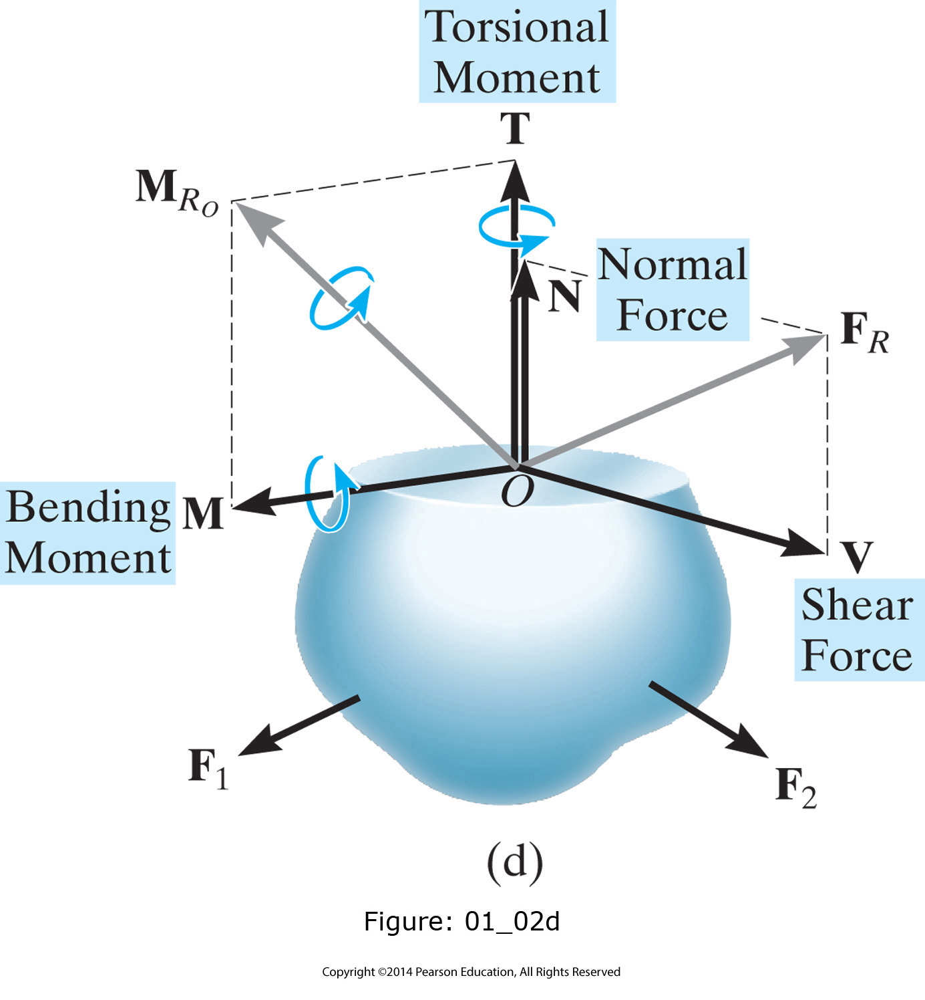 Torsional
Moment
T
M_{R_O}
Normal
Force
N
F_R
O
Bending
Moment
M
V
Shear
Force
F_1
F_2
(d)
Figure: 01_02d
Copyright ©2014 Pearson Education, All Rights Reserved